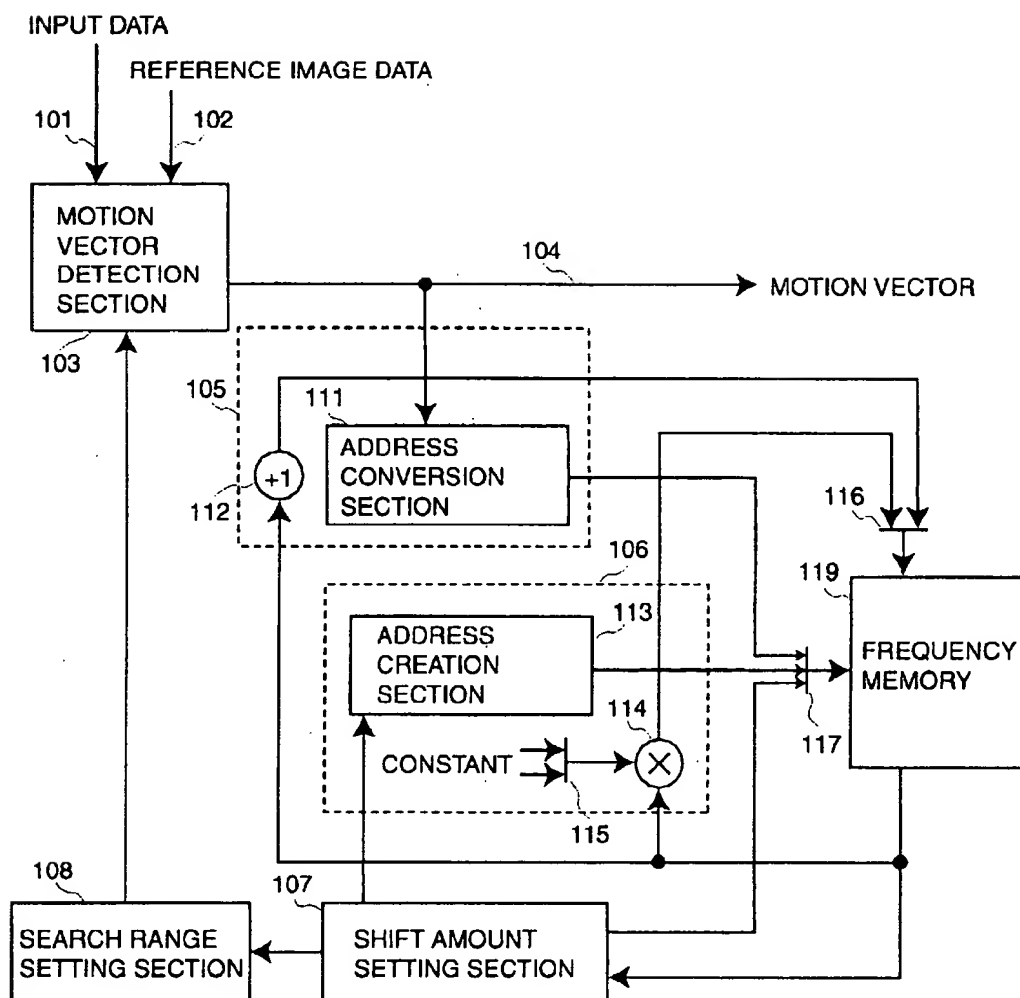 INPUT DATA
REFERENCE IMAGE DATA
101
102
MOTION
VECTOR
DETECTION
SECTION
103
104
MOTION VECTOR
105
111
ADDRESS
CONVERSION
SECTION
+1
112
116
106
119
113
ADDRESS
CREATION
SECTION
FREQUENCY
MEMORY
114
117
CONSTANT
×
115
108
107
SEARCH RANGE
SETTING SECTION
SHIFT AMOUNT
SETTING SECTION